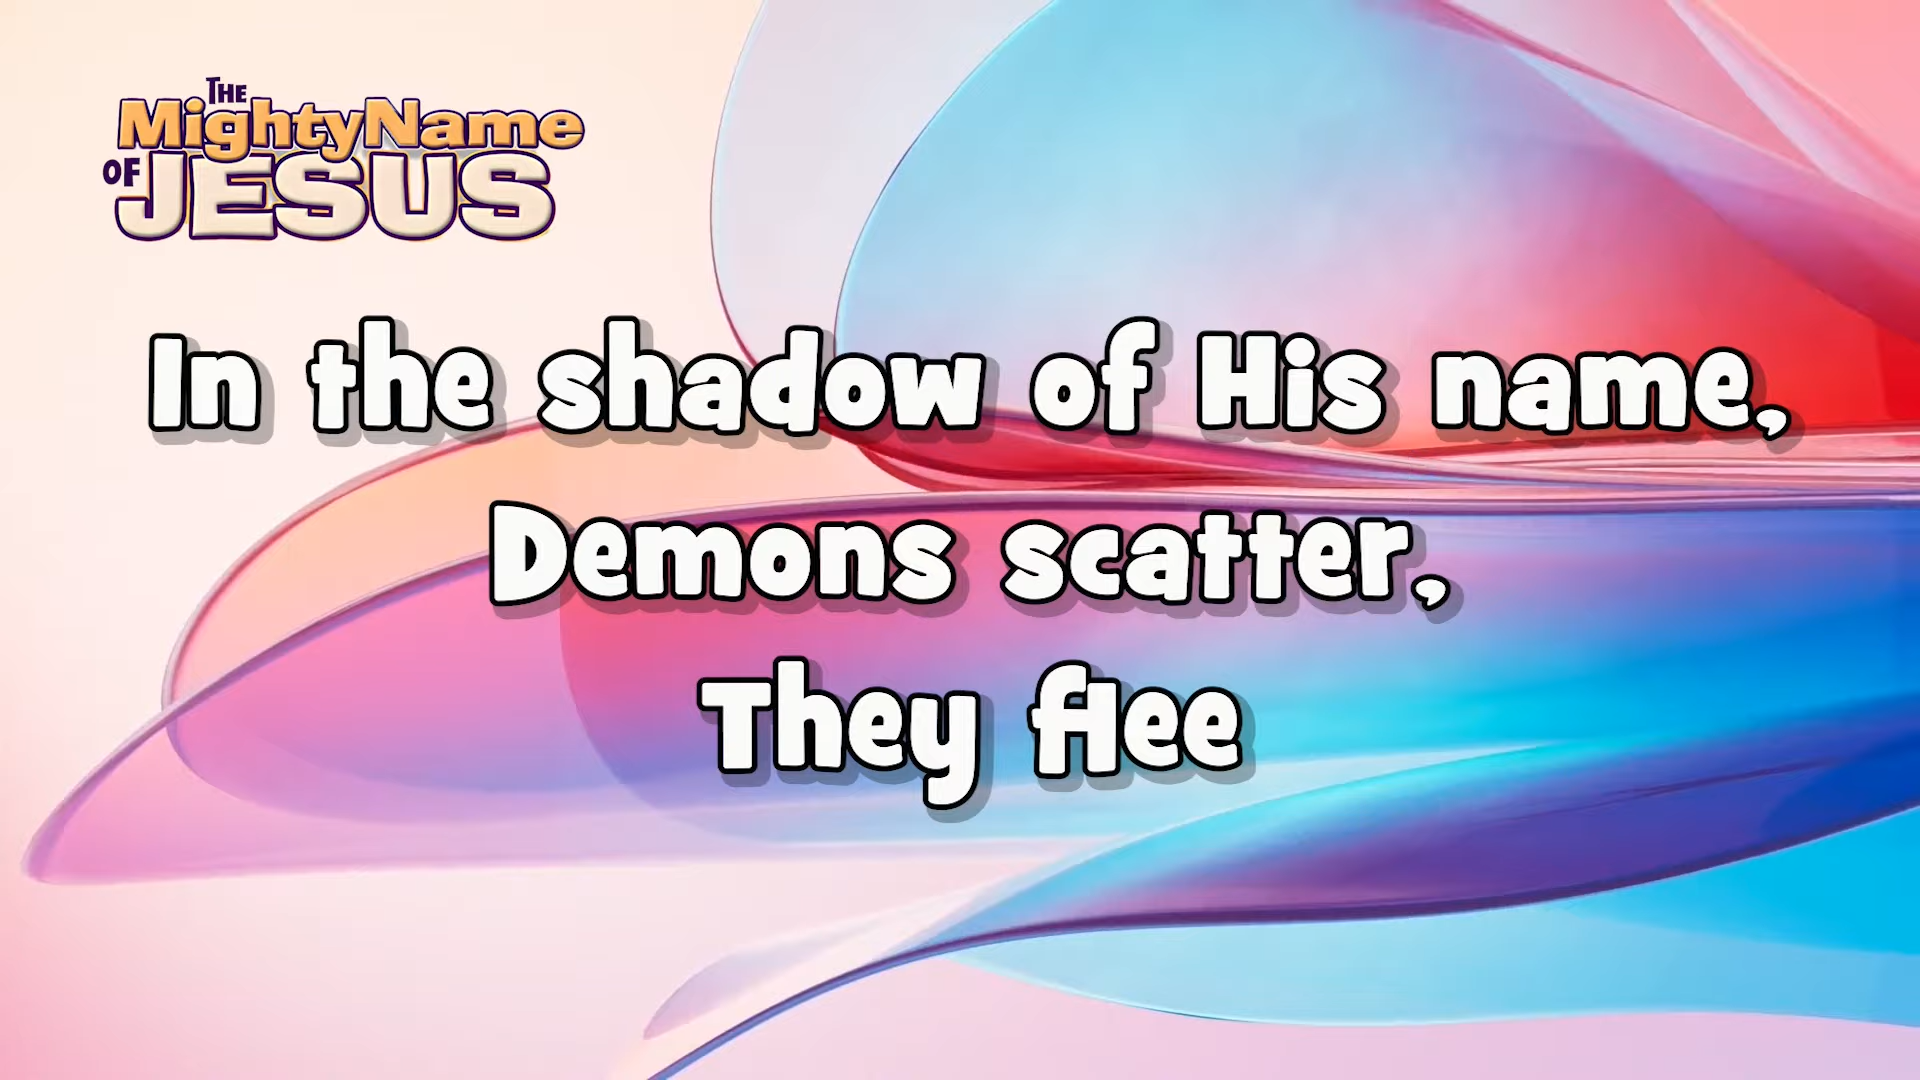 THE
MightyName
OF JESUS
In the shadow of His name,
Demons scatter,
They flee